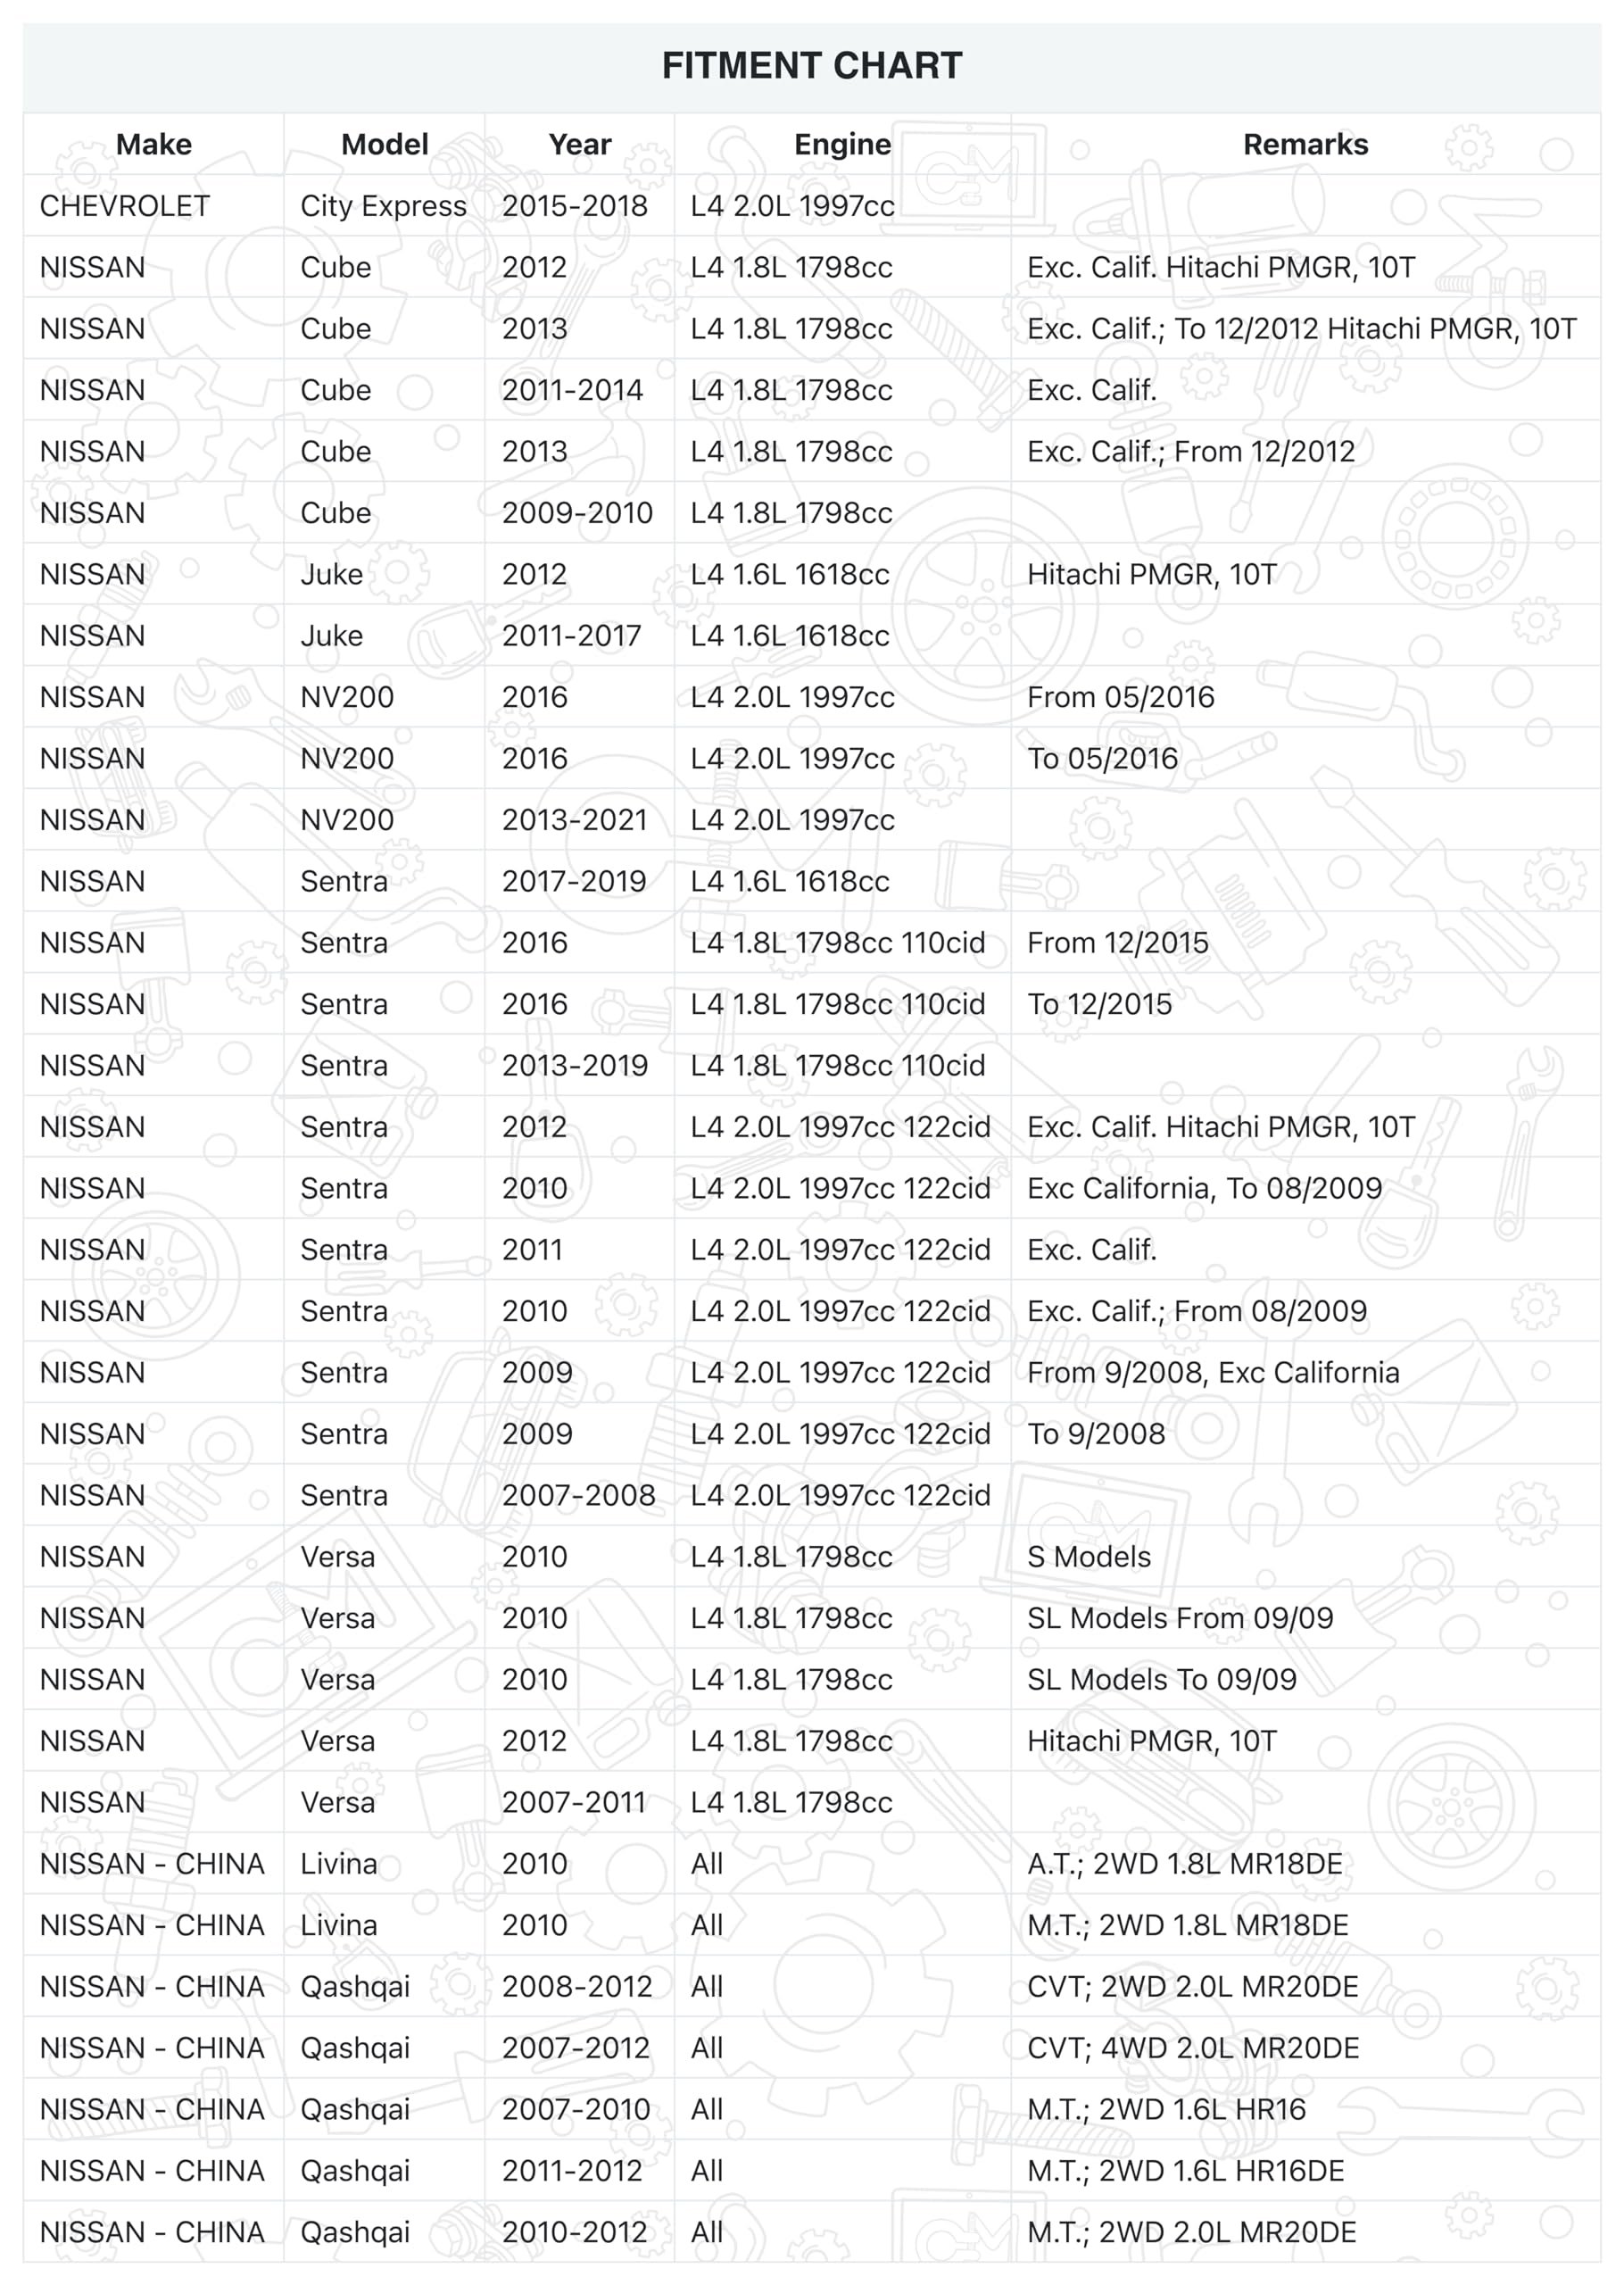 FITMENT CHART
Make Model Year Engine Remarks
CHEVROLET City Express 2015-2018 L4 2.0L 1997cc
NISSAN Cube 2012 L4 1.8L 1798cc Exc. Calif. Hitachi PMGR, 10T
NISSAN Cube 2013 L4 1.8L 1798cc Exc. Calif.; To 12/2012 Hitachi PMGR, 10T
NISSAN Cube 2011-2014 L4 1.8L 1798cc Exc. Calif.
NISSAN Cube 2013 L4 1.8L 1798cc Exc. Calif.; From 12/2012
NISSAN Cube 2009-2010 L4 1.8L 1798cc
NISSAN Juke 2012 L4 1.6L 1618cc Hitachi PMGR, 10T
NISSAN Juke 2011-2017 L4 1.6L 1618cc
NISSAN NV200 2016 L4 2.0L 1997cc From 05/2016
NISSAN NV200 2016 L4 2.0L 1997cc To 05/2016
NISSAN NV200 2013-2021 L4 2.0L 1997cc
NISSAN Sentra 2017-2019 L4 1.6L 1618cc
NISSAN Sentra 2016 L4 1.8L 1798cc 110cid From 12/2015
NISSAN Sentra 2016 L4 1.8L 1798cc 110cid To 12/2015
NISSAN Sentra 2013-2019 L4 1.8L 1798cc 110cid
NISSAN Sentra 2012 L4 2.0L 1997cc 122cid Exc. Calif. Hitachi PMGR, 10T
NISSAN Sentra 2010 L4 2.0L 1997cc 122cid Exc California, To 08/2009
NISSAN Sentra 2011 L4 2.0L 1997cc 122cid Exc. Calif.
NISSAN Sentra 2010 L4 2.0L 1997cc 122cid Exc. Calif.; From 08/2009
NISSAN Sentra 2009 L4 2.0L 1997cc 122cid From 9/2008, Exc California
NISSAN Sentra 2009 L4 2.0L 1997cc 122cid To 9/2008
NISSAN Sentra 2007-2008 L4 2.0L 1997cc 122cid
NISSAN Versa 2010 L4 1.8L 1798cc S Models
NISSAN Versa 2010 L4 1.8L 1798cc SL Models From 09/09
NISSAN Versa 2010 L4 1.8L 1798cc SL Models To 09/09
NISSAN Versa 2012 L4 1.8L 1798cc Hitachi PMGR, 10T
NISSAN Versa 2007-2011 L4 1.8L 1798cc
NISSAN - CHINA Livina 2010 All A.T.; 2WD 1.8L MR18DE
NISSAN - CHINA Livina 2010 All M.T.; 2WD 1.8L MR18DE
NISSAN - CHINA Qashqai 2008-2012 All CVT; 2WD 2.0L MR20DE
NISSAN - CHINA Qashqai 2007-2012 All CVT; 4WD 2.0L MR20DE
NISSAN - CHINA Qashqai 2007-2010 All M.T.; 2WD 1.6L HR16
NISSAN - CHINA Qashqai 2011-2012 All M.T.; 2WD 1.6L HR16DE
NISSAN - CHINA Qashqai 2010-2012 All M.T.; 2WD 2.0L MR20DE